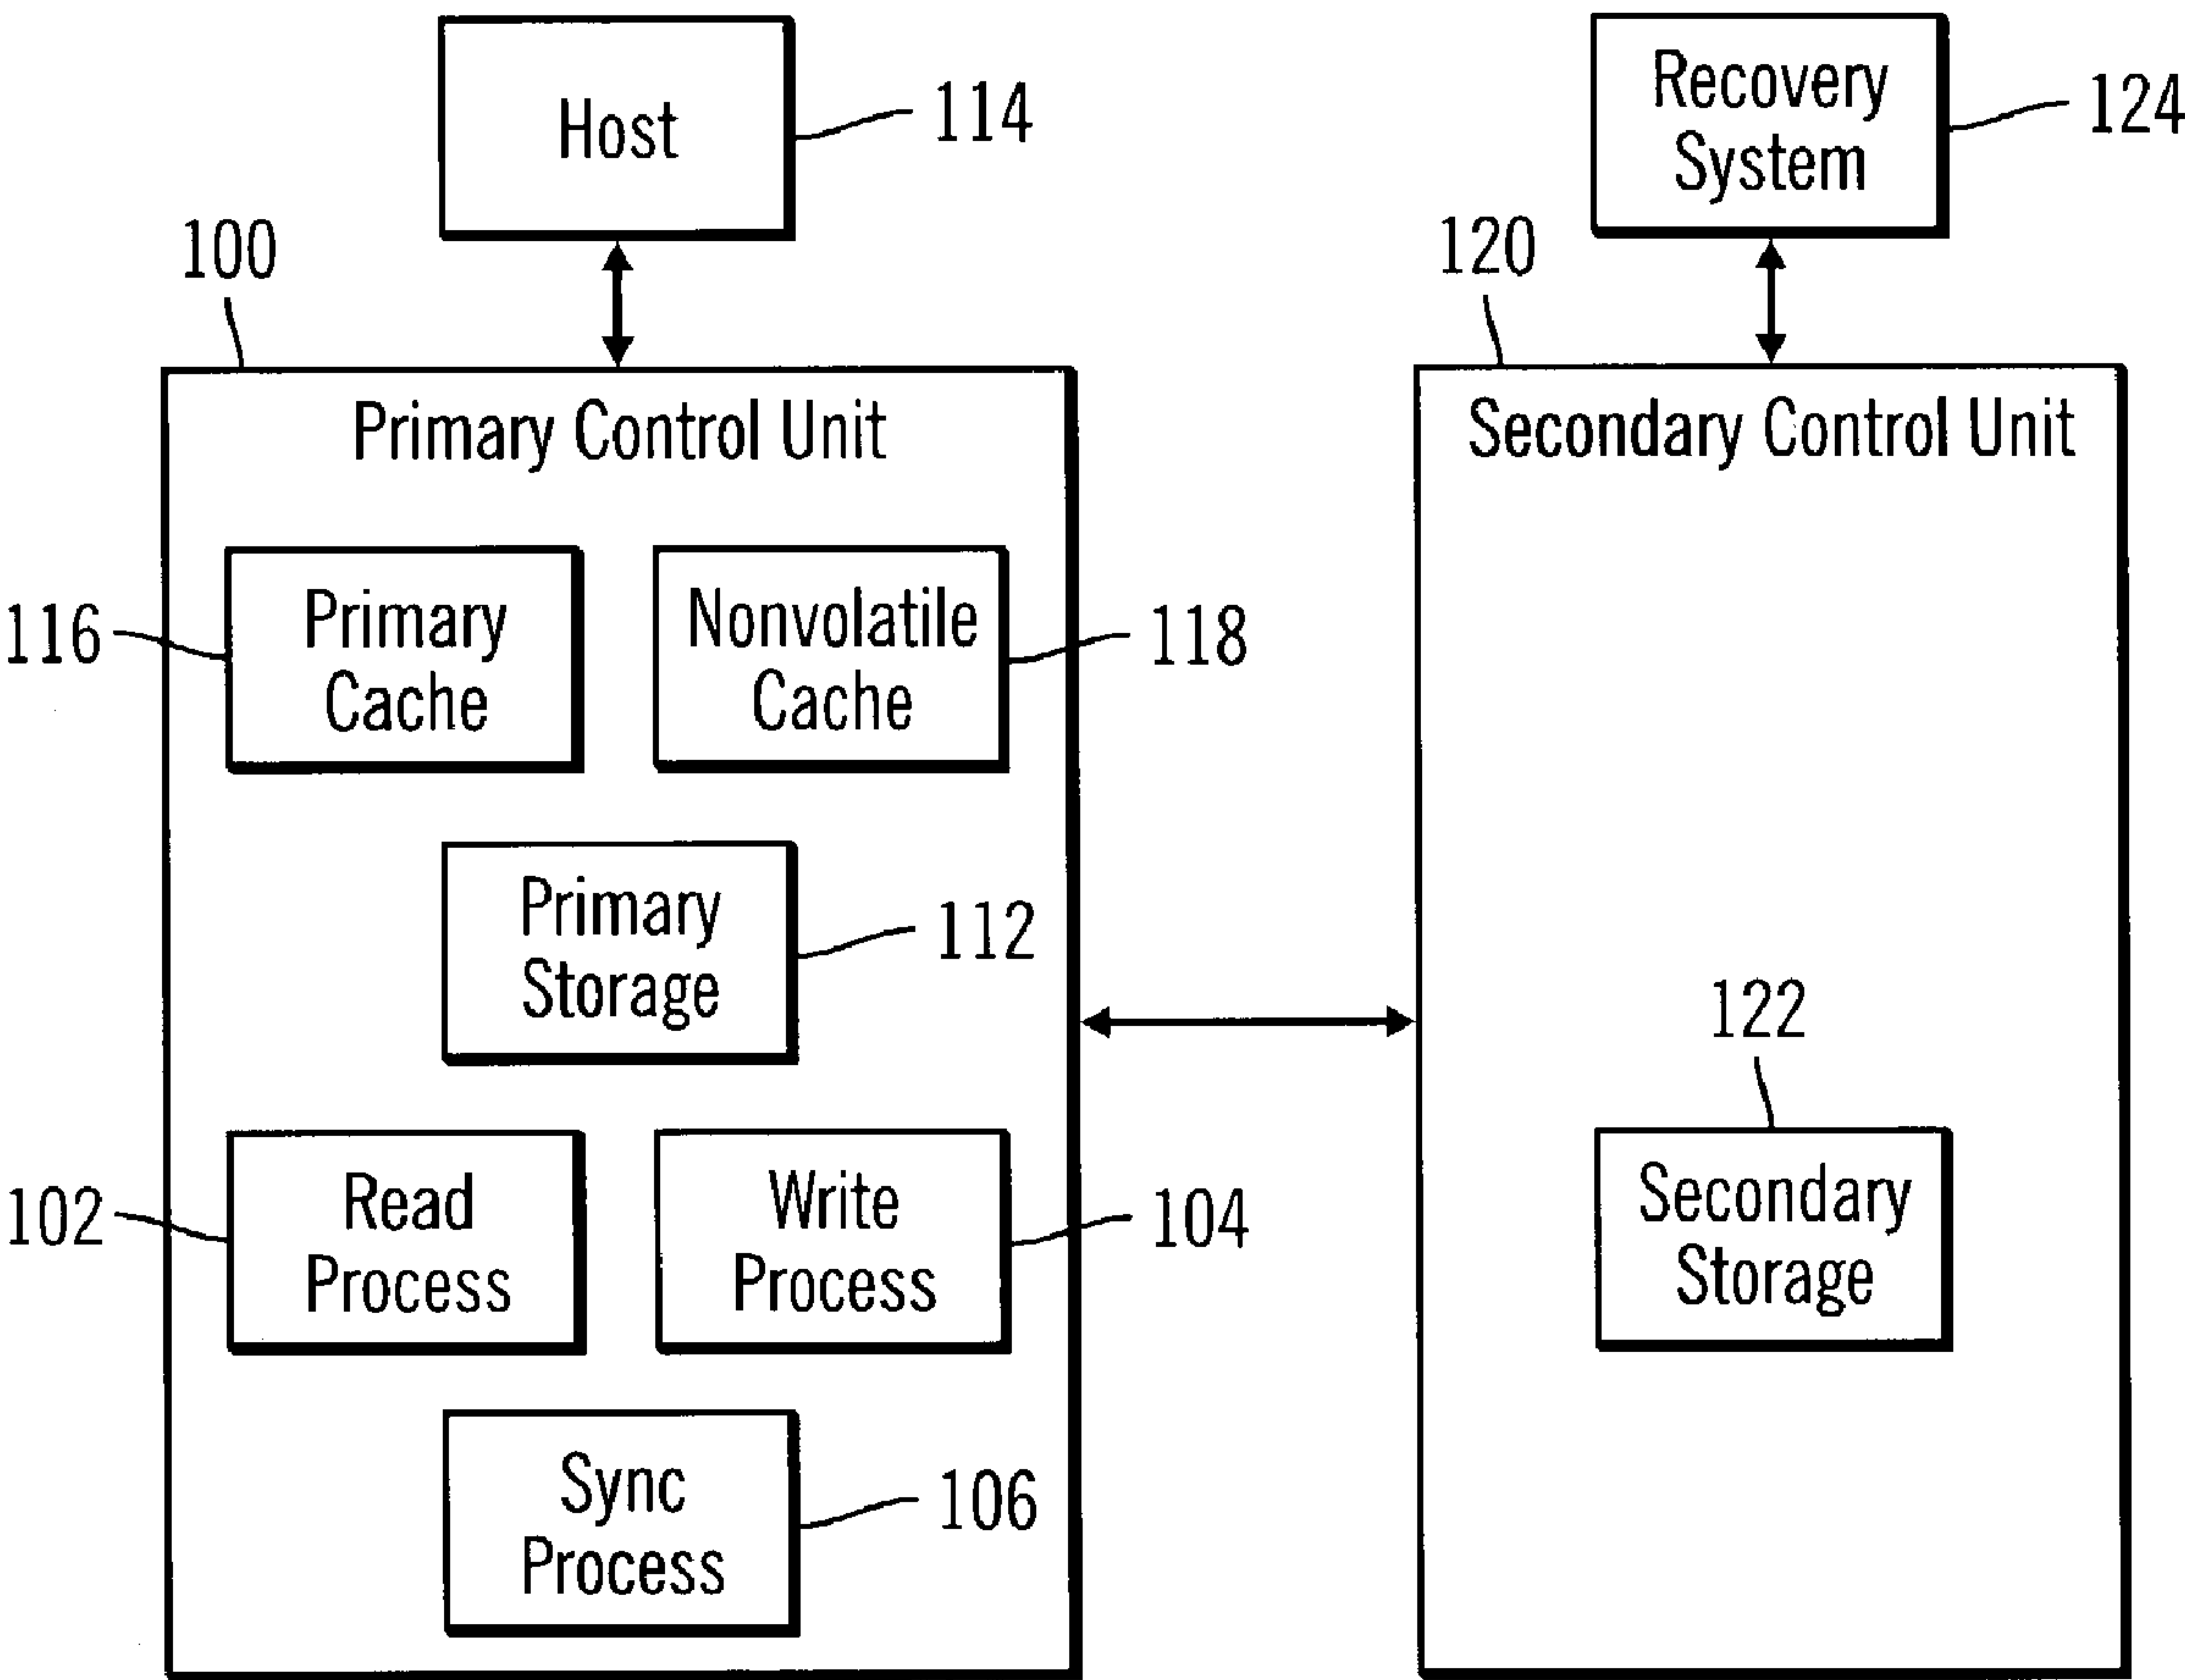 Host
114
Recovery
System
124
100
120
Primary Control Unit
Secondary Control Unit
116
Primary
Cache
Nonvolatile
Cache
118
Primary
Storage
112
122
102
Read
Process
Write
Process
104
Secondary
Storage
Sync
Process
106